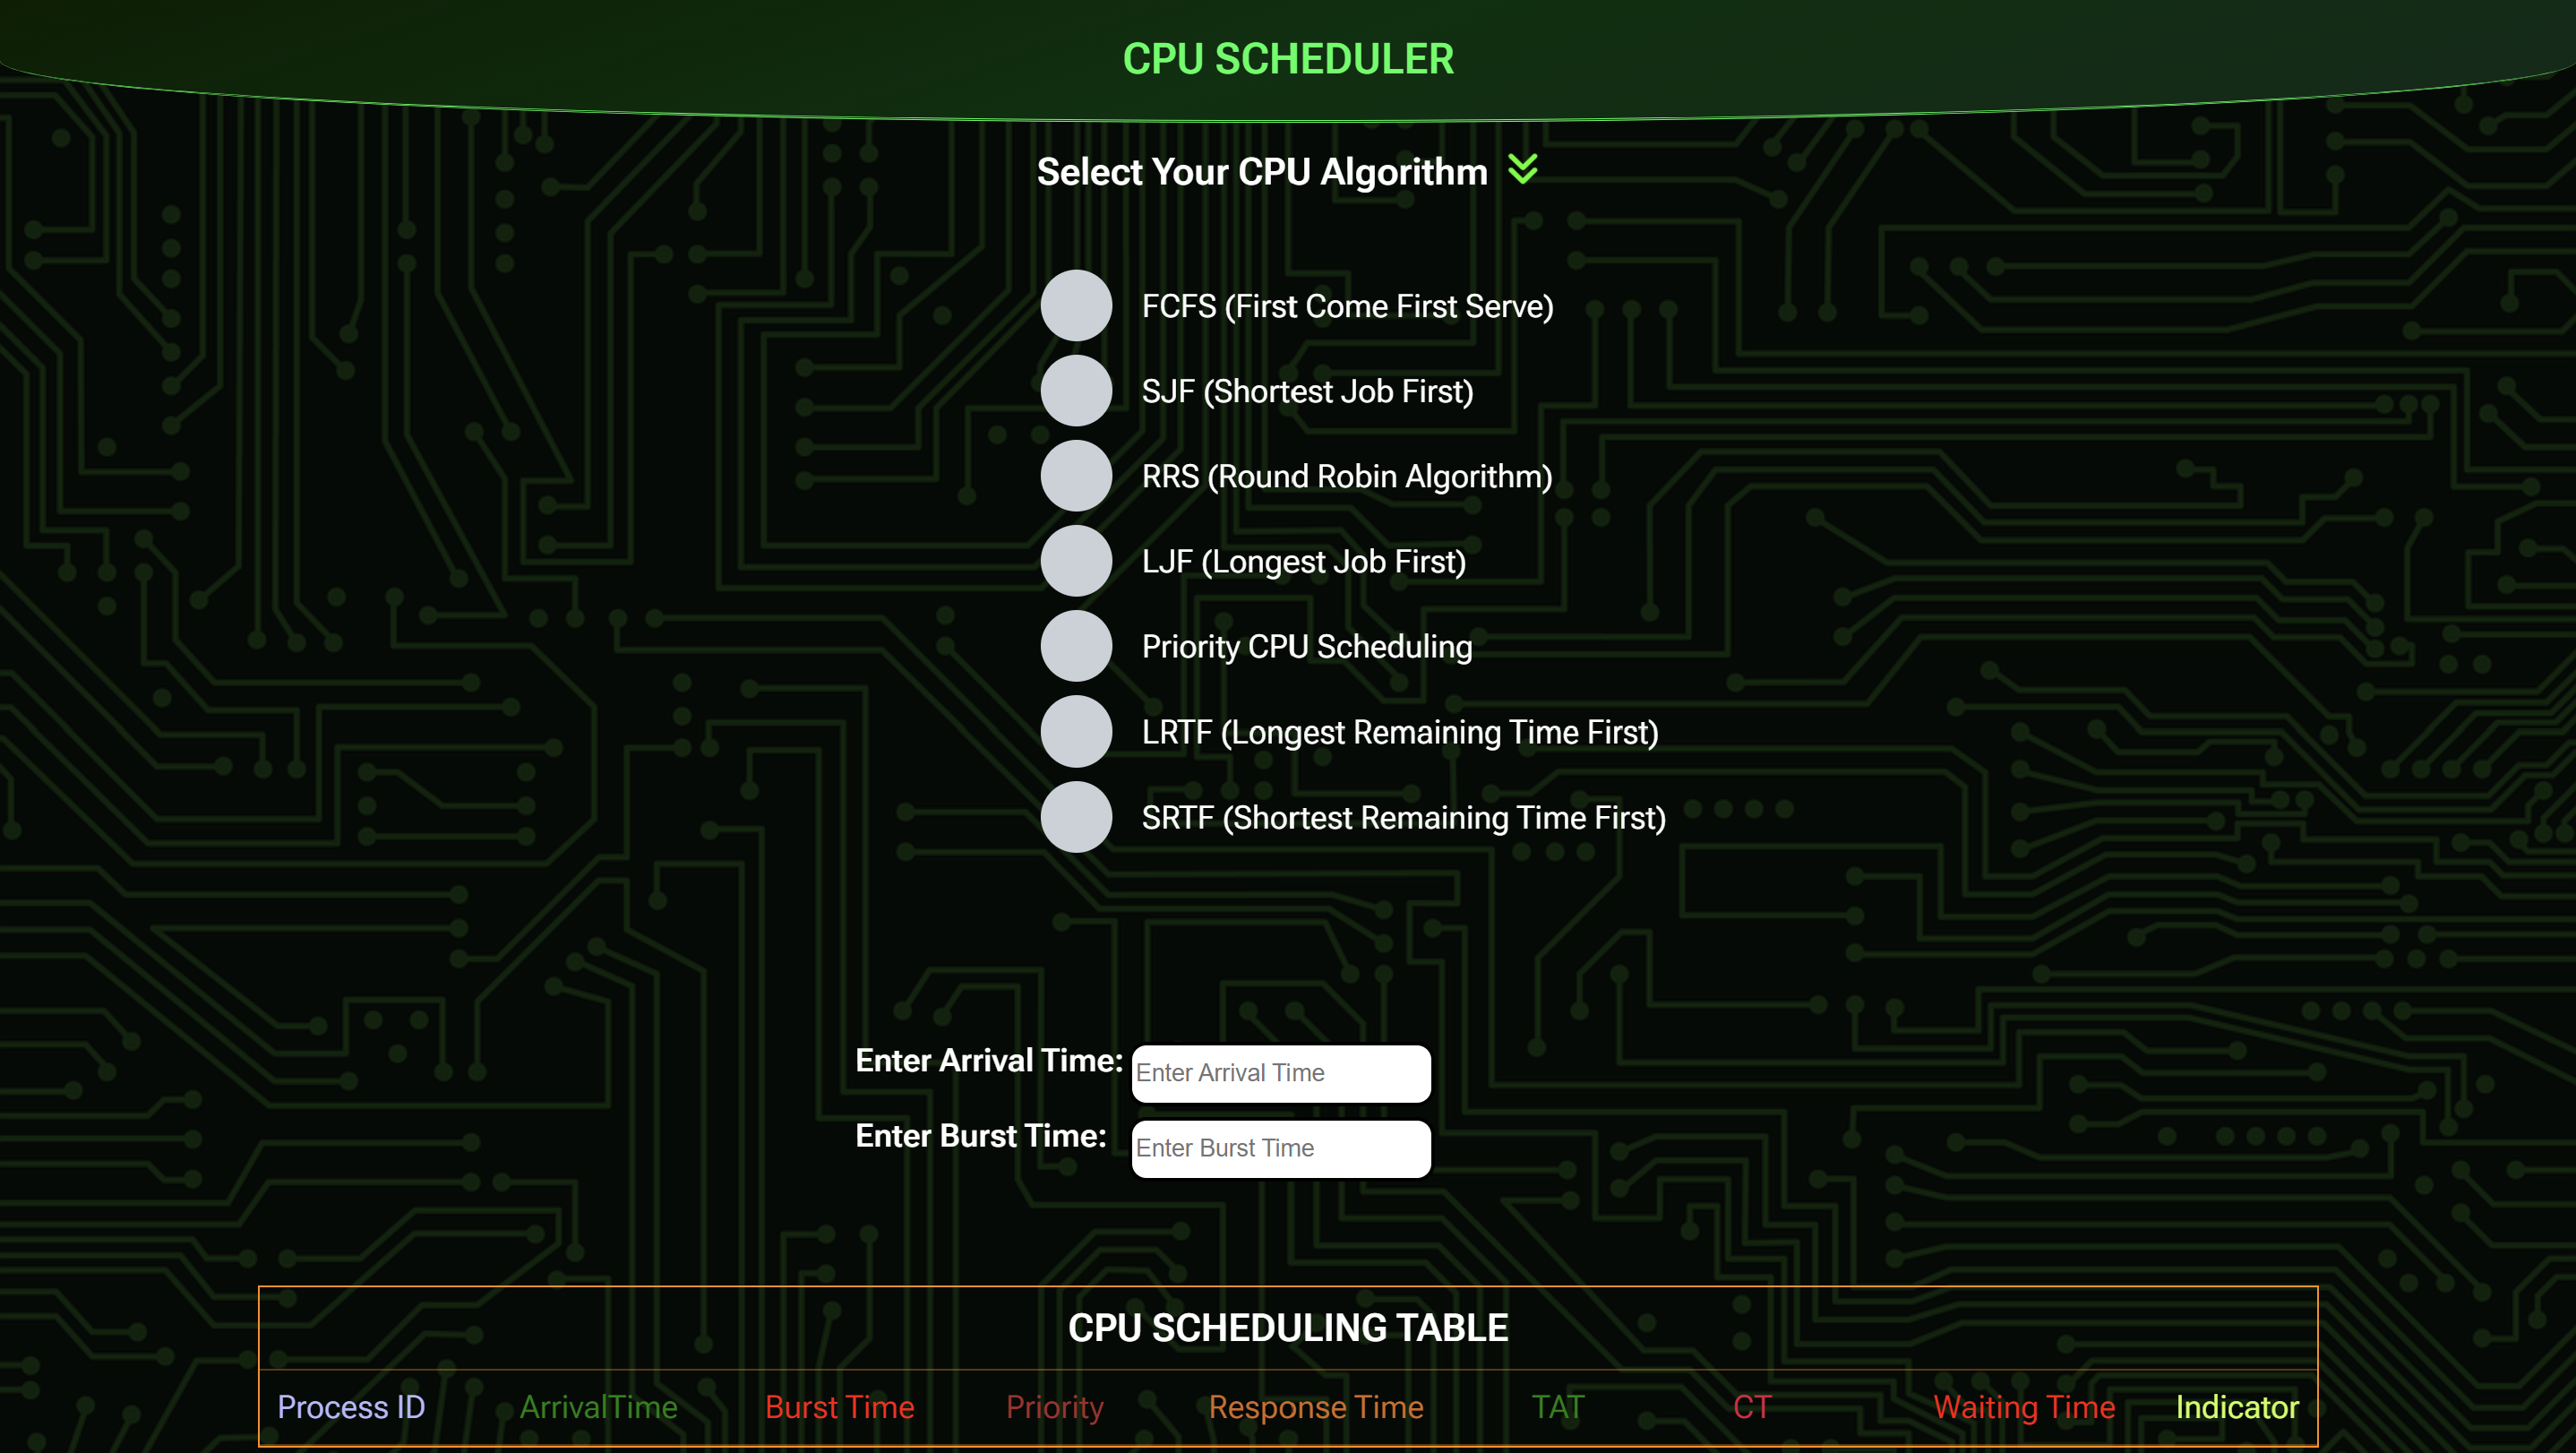 CPU SCHEDULER
Select Your CPU Algorithm
FCFS (First Come First Serve)
SJF (Shortest Job First)
RRS (Round Robin Algorithm)
LJF (Longest Job First)
Priority CPU Scheduling
LRTF (Longest Remaining Time First)
SRTF (Shortest Remaining Time First)
Enter Arrival Time: Enter Arrival Time
Enter Burst Time: Enter Burst Time
CPU SCHEDULING TABLE
Process ID ArrivalTime Burst Time Priority Response Time TAT CT Waiting Time Indicator